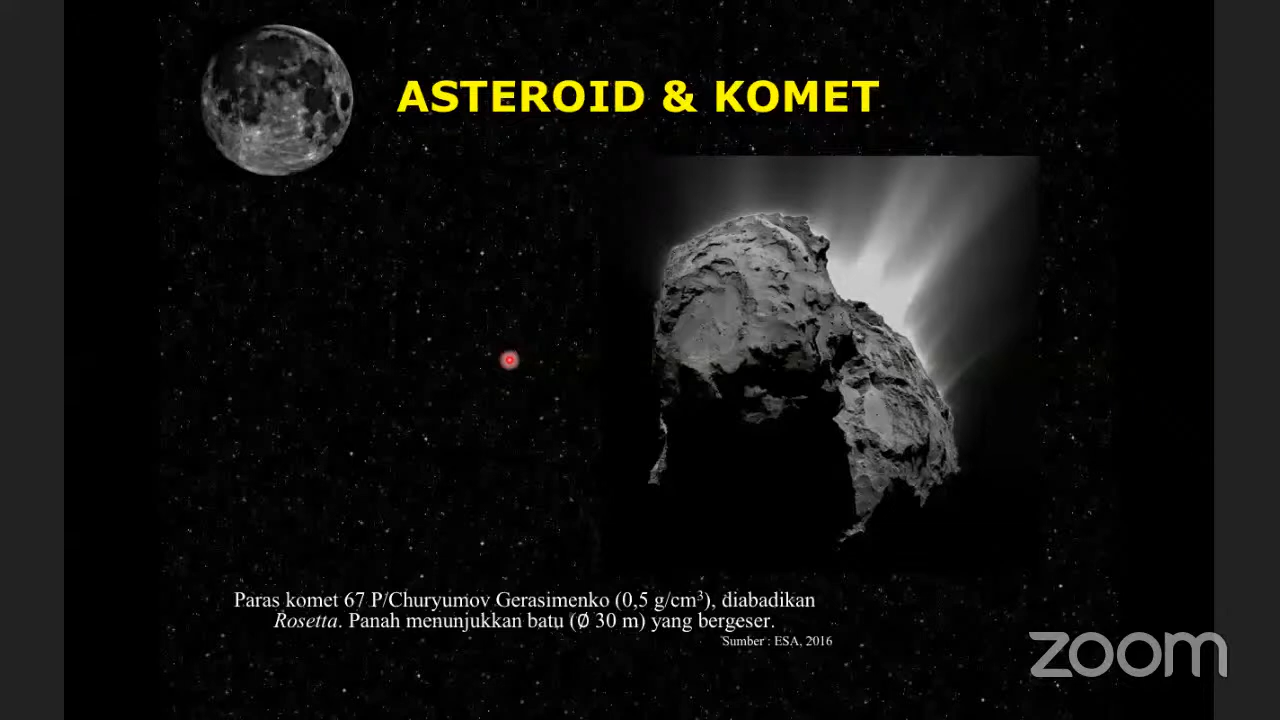 ASTEROID & KOMET
Paras komet 67 P/Churyumov Gerasimenko (0,5 g/cm³), diabadikan
Rosetta. Panah menunjukkan batu (Ø 30 m) yang bergeser.
Sumber : ESA, 2016
zoom